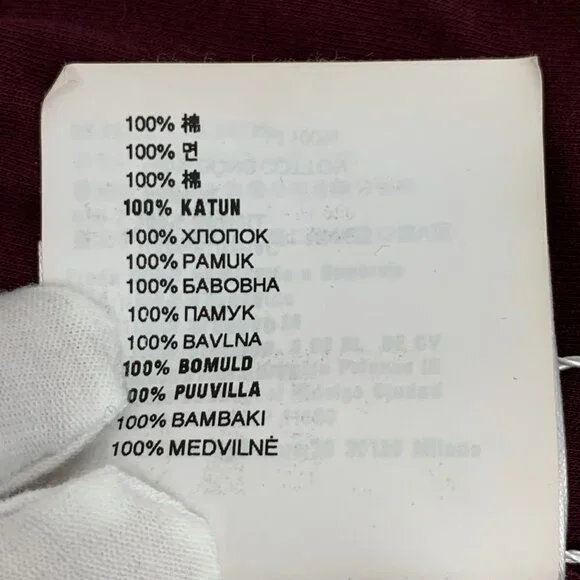 100% 棉
100% 면
100% 棉
100% KATUN
100% ХЛОПОК
100% PAMUK
100% БАВОВНА
100% ПАМУК
100% BAVLNA
100% BOMULD
00% PUUVILLA
100% BAMBAKI
100% MEDVILNĖ